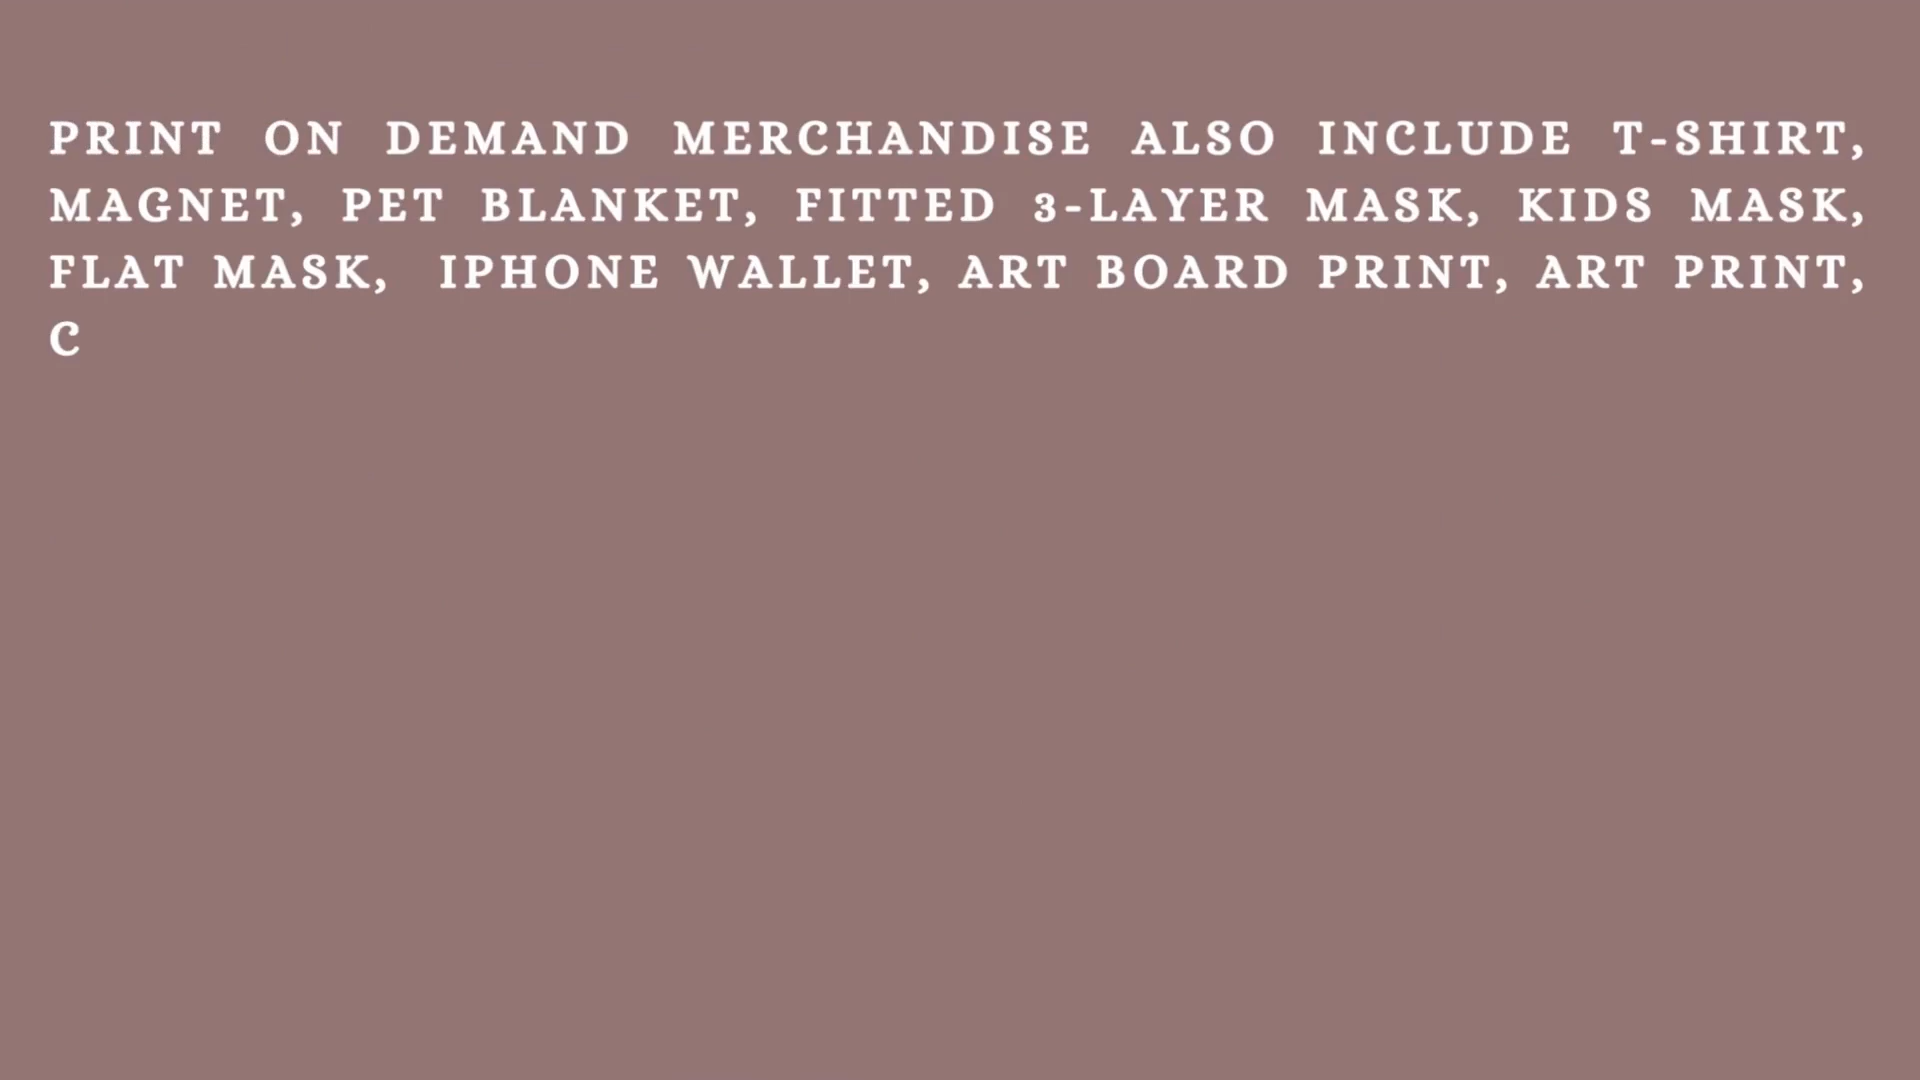 PRINT ON DEMAND MERCHANDISE ALSO INCLUDE T-SHIRT,
MAGNET, PET BLANKET, FITTED 3-LAYER MASK, KIDS MASK,
FLAT MASK, IPHONE WALLET, ART BOARD PRINT, ART PRINT,
C